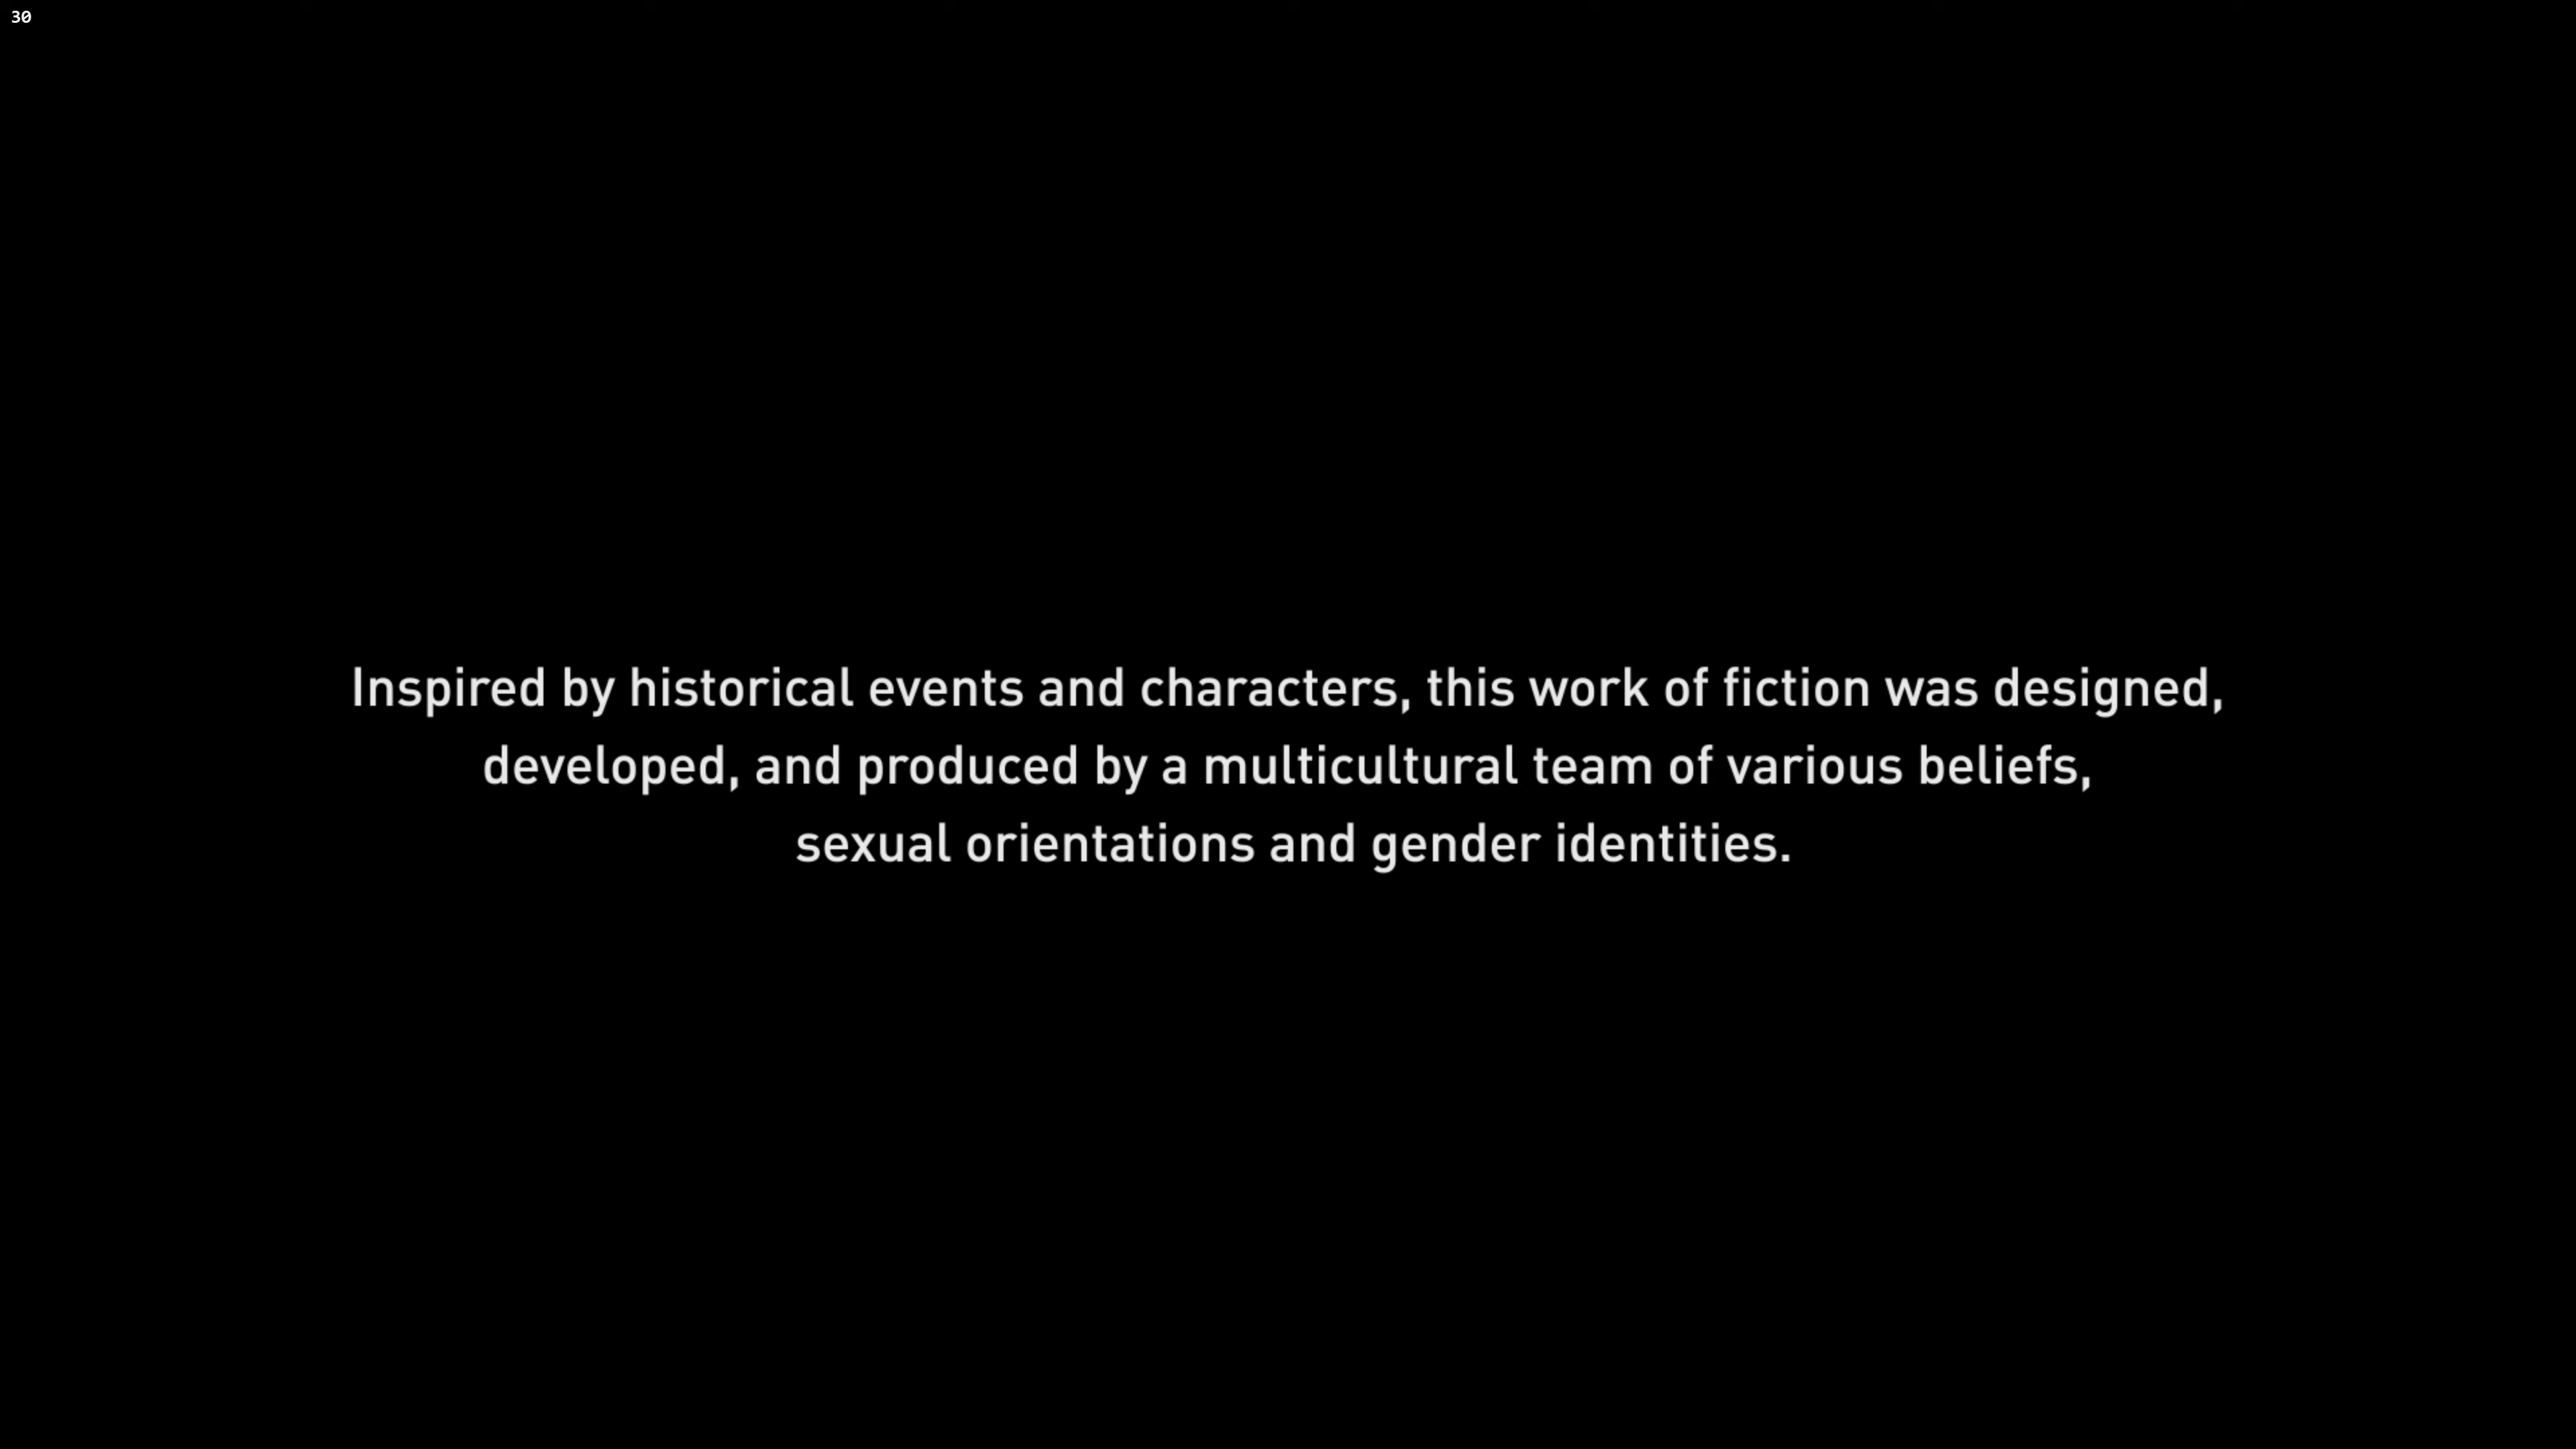 30
Inspired by historical events and characters, this work of fiction was designed,
developed, and produced by a multicultural team of various beliefs,
sexual orientations and gender identities.